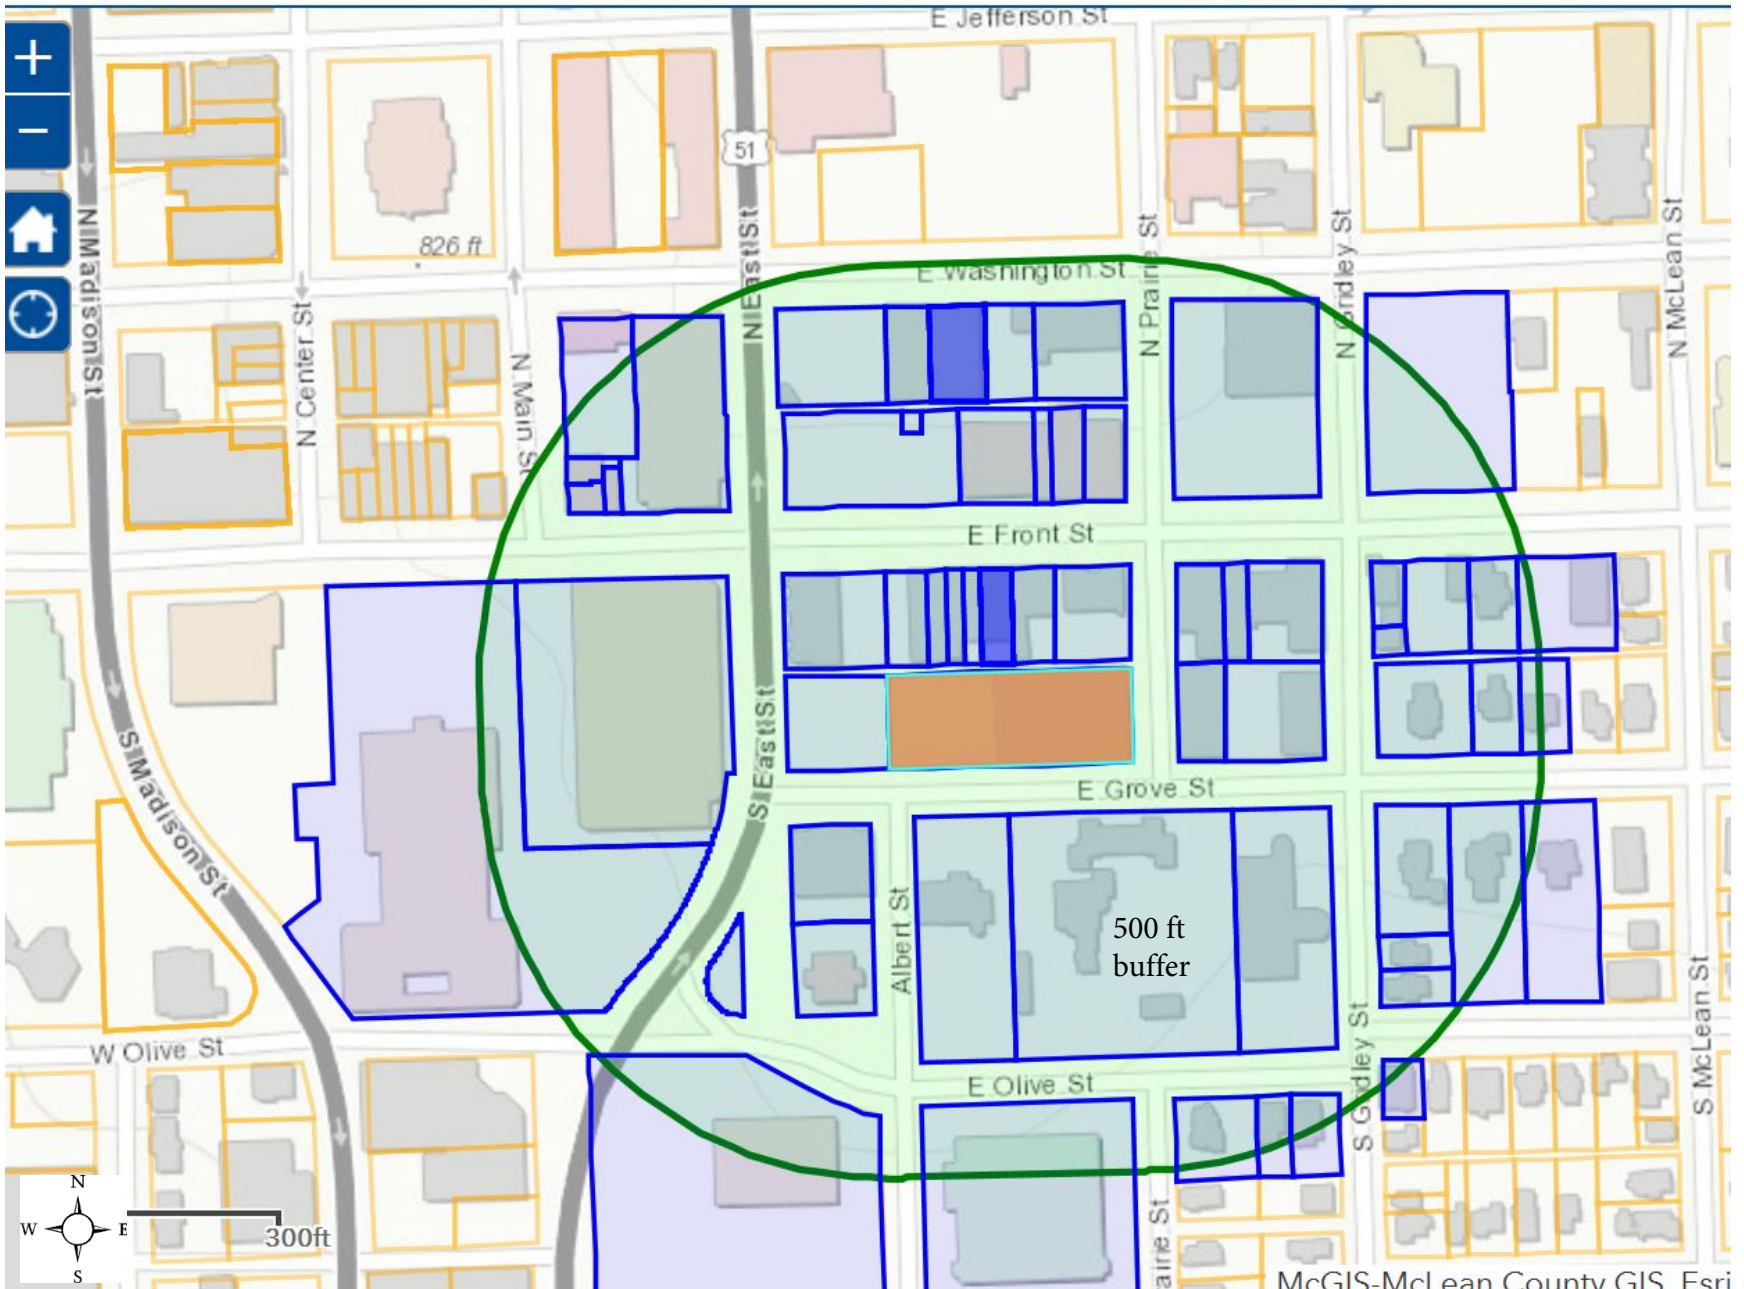 E Jefferson St
+
−
51
826 ft
N Madison St
N East St
N Prairie St
N Gridley St
N McLean St
E Washington St
N Center St
N Main St
E Front St
S East St
S Madison St
E Grove St
Albert St
500 ft
buffer
W Olive St
E Olive St
S Gridley St
S McLean St
airie St
N
W E
S
300ft
McGIS-McLean County GIS, Esri